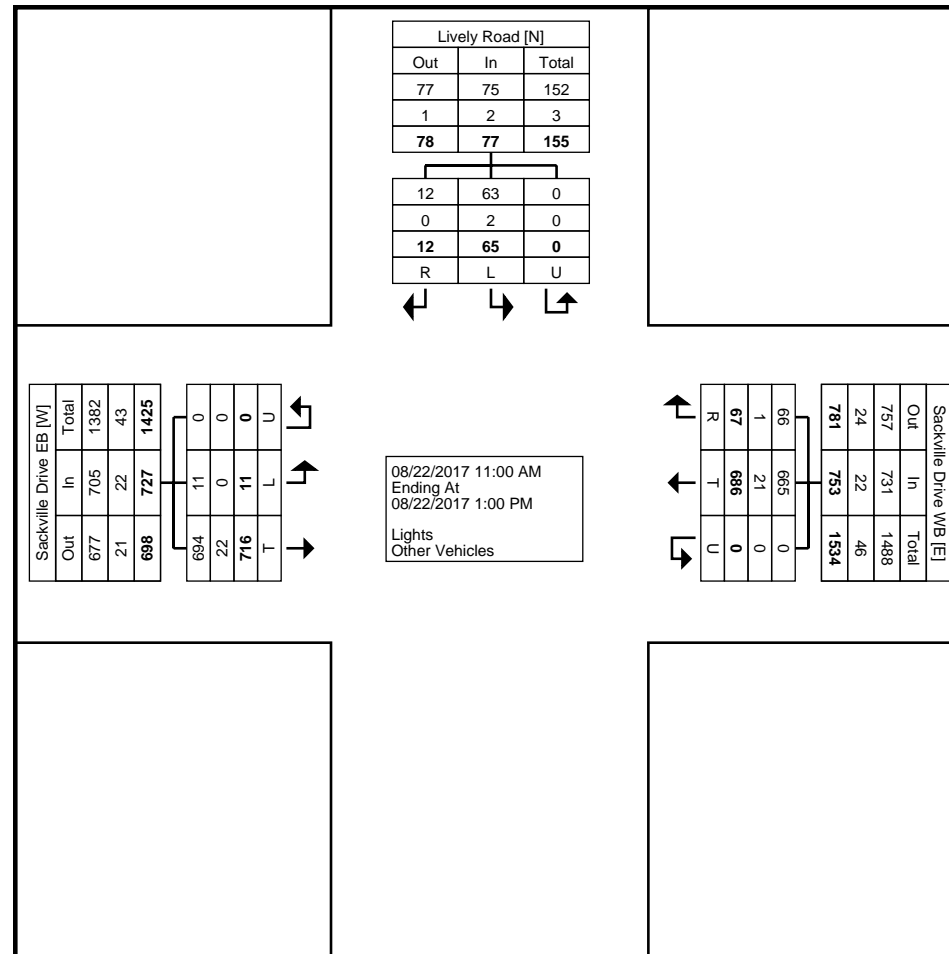 Lively Road [N]
Out In Total
77 75 152
1 2 3
78 77 155
12 63 0
0 2 0
12 65 0
R L U
Sackville Drive EB [W]
Out In Total
677 705 1382
21 22 43
698 727 1425
694 11 0
22 0 0
716 11 0
T L U
08/22/2017 11:00 AM
Ending At
08/22/2017 1:00 PM
Lights
Other Vehicles
Sackville Drive WB [E]
Out In Total
757 731 1488
24 22 46
781 753 1534
66 665 0
1 21 0
67 686 0
R T U